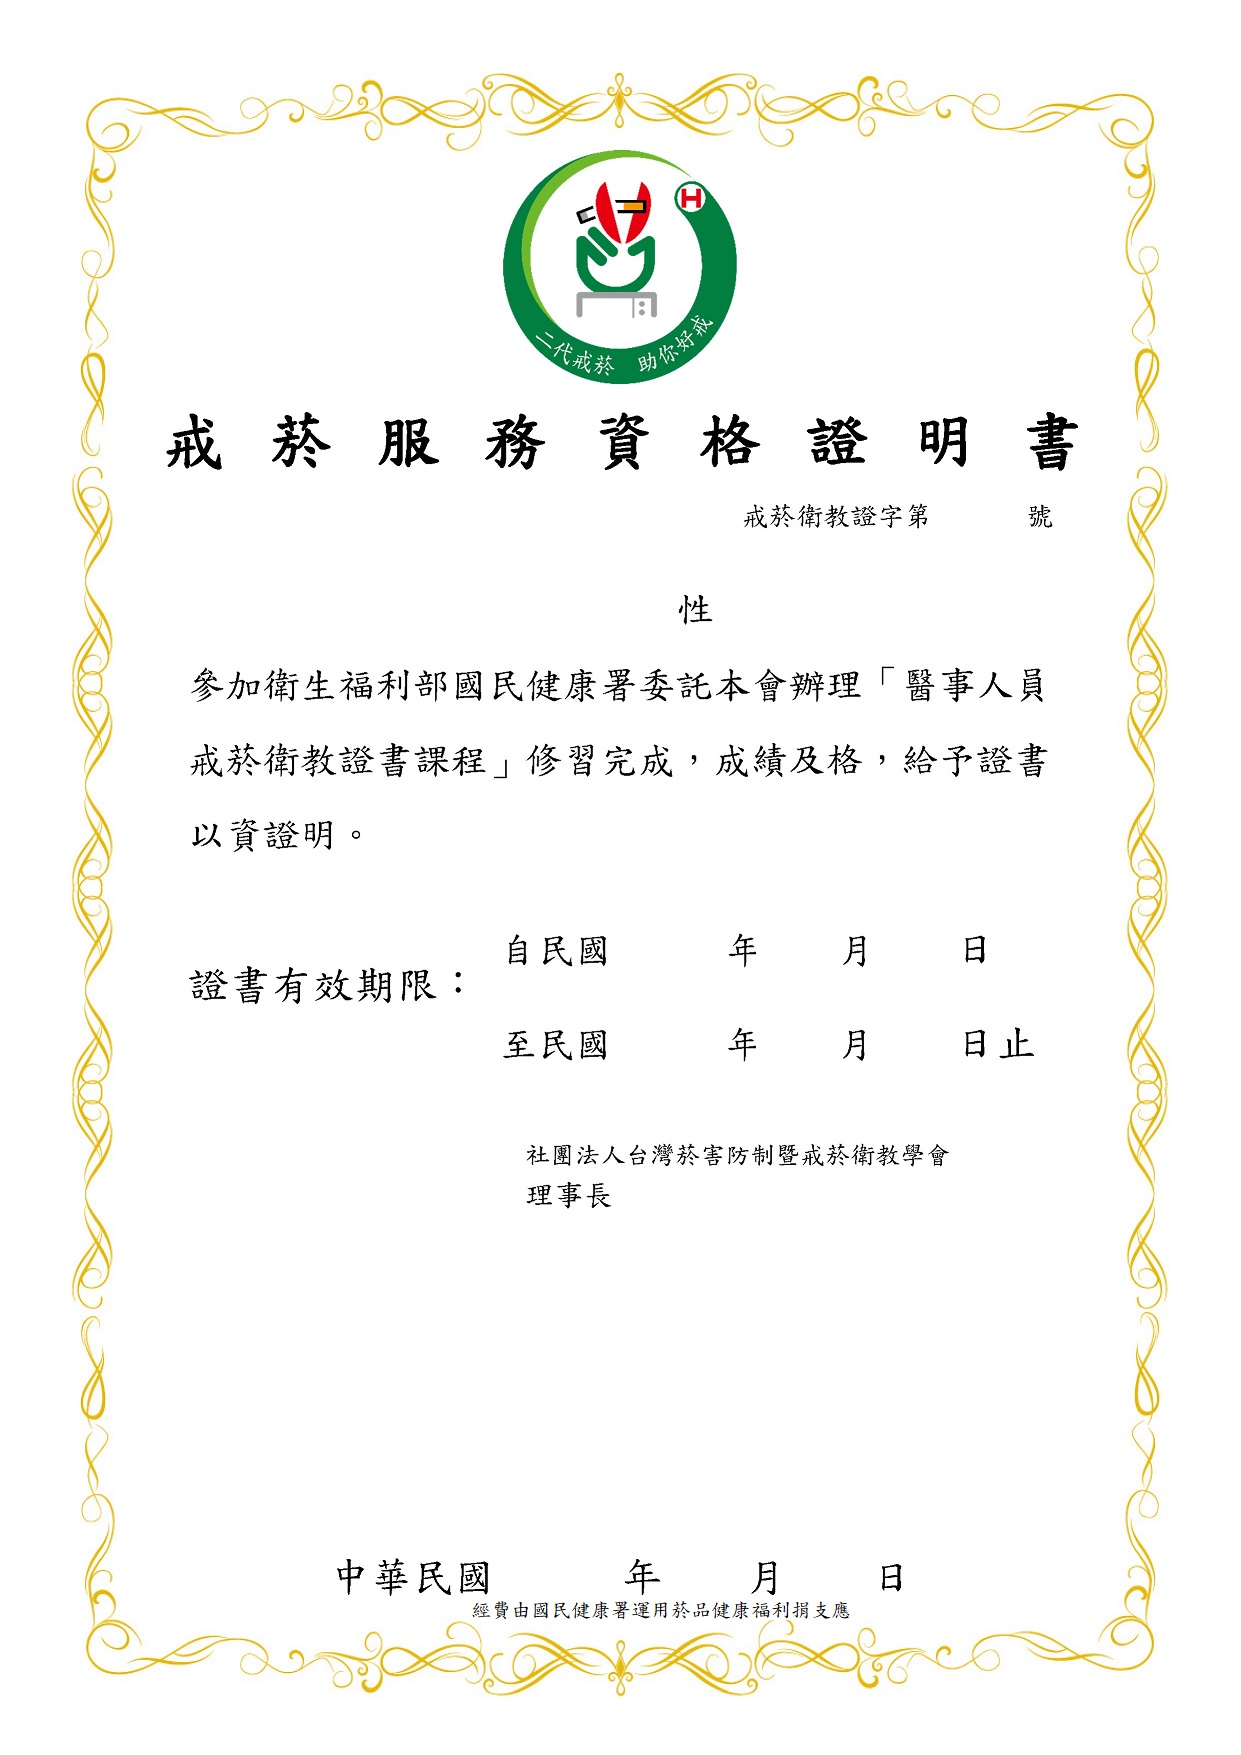 H
二代戒菸 助你好戒
戒菸服務資格證明書
戒菸衛教證字第 號
性
參加衛生福利部國民健康署委託本會辦理「醫事人員
戒菸衛教證書課程」修習完成，成績及格，給予證書
以資證明。
證書有效期限：
自民國 年 月 日
至民國 年 月 日止
社團法人台灣菸害防制暨戒菸衛教學會
理事長
中華民國 年 月 日
經費由國民健康署運用菸品健康福利捐支應